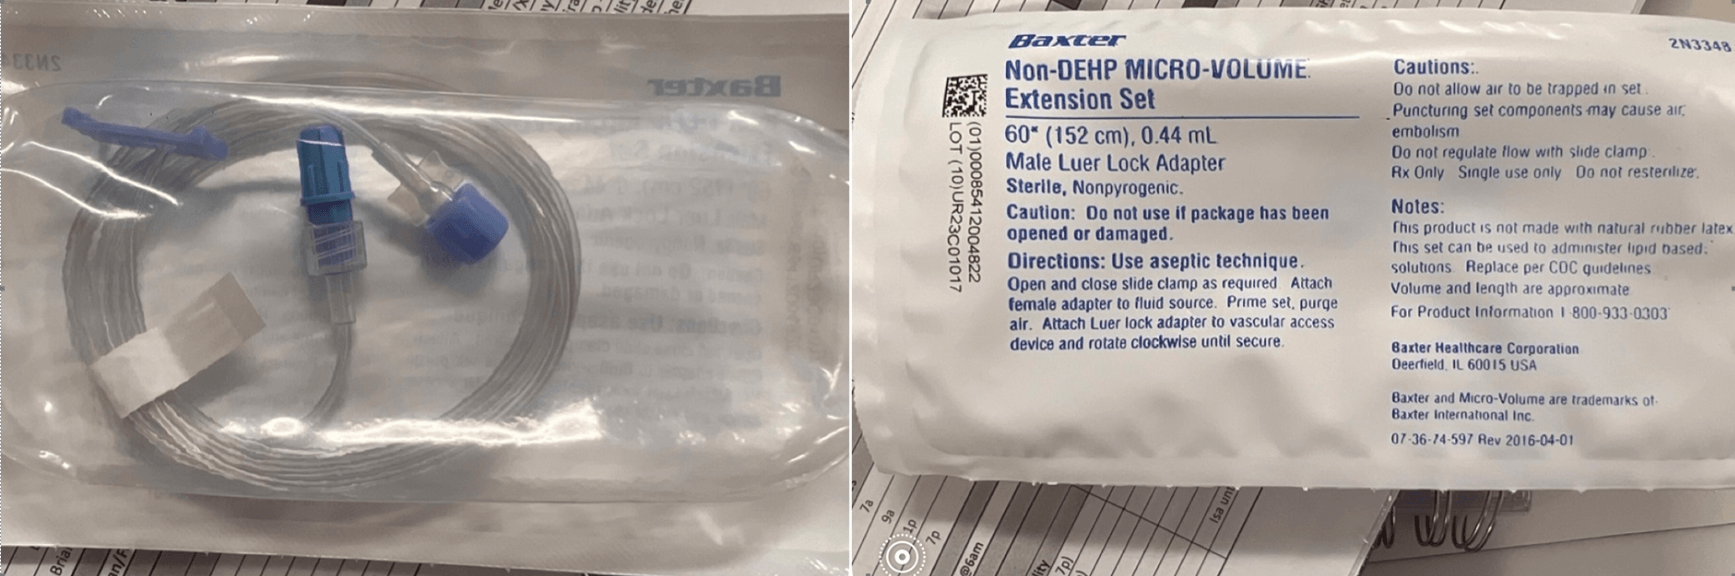 Baxter
2N3348
Non-DEHP MICRO-VOLUME
Extension Set
60" (152 cm), 0.44 mL
Male Luer Lock Adapter
Sterile, Nonpyrogenic.
Caution: Do not use if package has been
opened or damaged.
Directions: Use aseptic technique.
Open and close slide clamp as required. Attach
female adapter to fluid source. Prime set, purge
air. Attach Luer lock adapter to vascular access
device and rotate clockwise until secure.
(01)00085412004822
LOT (10)UR23C01017
Cautions:
Do not allow air to be trapped in set.
Puncturing set components may cause air
embolism
Do not regulate flow with slide clamp.
Rx Only Single use only Do not resterilize.
Notes:
This product is not made with natural rubber latex.
This set can be used to administer lipid based
solutions. Replace per CDC guidelines
Volume and length are approximate
For Product Information 1-800-933-0303
Baxter Healthcare Corporation
Deerfield, IL 60015 USA
Baxter and Micro-Volume are trademarks of
Baxter International Inc.
07-36-74-597 Rev 2016-04-01
Baxter
7a
9a
1p
7p
@6am
7p)